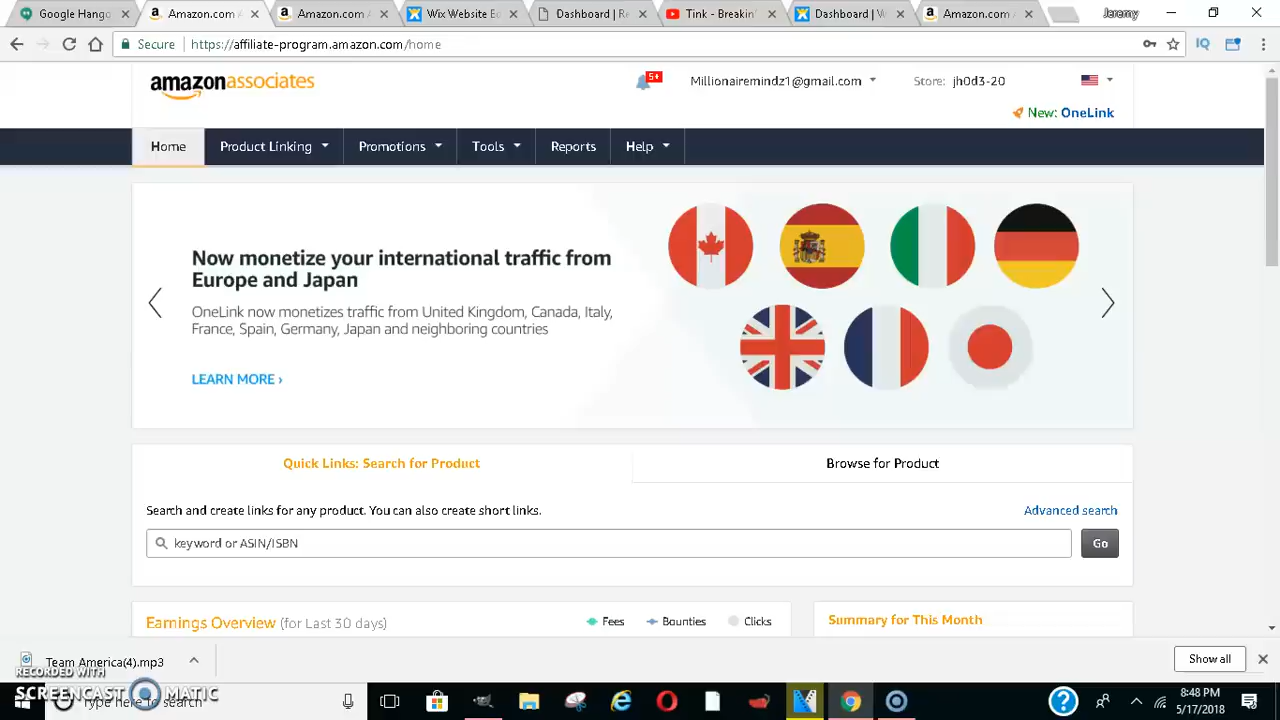 Google Han
Amazon.com A
Amazon.com A
Wix Website E
Dashboard | R
Tink - Breakin'
Dashboard | W
Amazon.com A
Jeremy
Secure
https://affiliate-program.amazon.com/home
IQ
amazonassociates
5+
Millionairemindz1@gmail.com
Store: jh0d3-20
New: OneLink
Home
Product Linking
Promotions
Tools
Reports
Help
Now monetize your international traffic from
Europe and Japan
OneLink now monetizes traffic from United Kingdom, Canada, Italy,
France, Spain, Germany, Japan and neighboring countries
LEARN MORE ›
Quick Links: Search for Product
Browse for Product
Search and create links for any product. You can also create short links.
Advanced search
keyword or ASIN/ISBN
Go
Earnings Overview (for Last 30 days)
Fees
Bounties
Clicks
Summary for This Month
Team America(4).mp3
Show all
RECORDED WITH
SCREENCAST MATIC
Type here to search
8:48 PM
5/17/2018